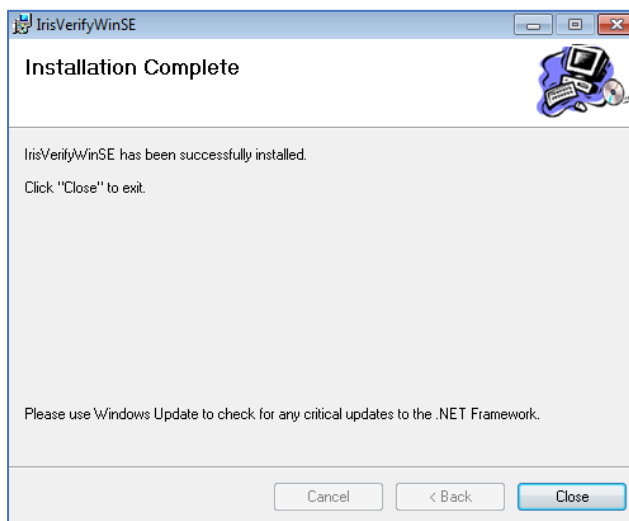 IrisVerifyWinSE
Installation Complete
IrisVerifyWinSE has been successfully installed.
Click "Close" to exit.
Please use Windows Update to check for any critical updates to the .NET Framework.
Cancel
< Back
Close